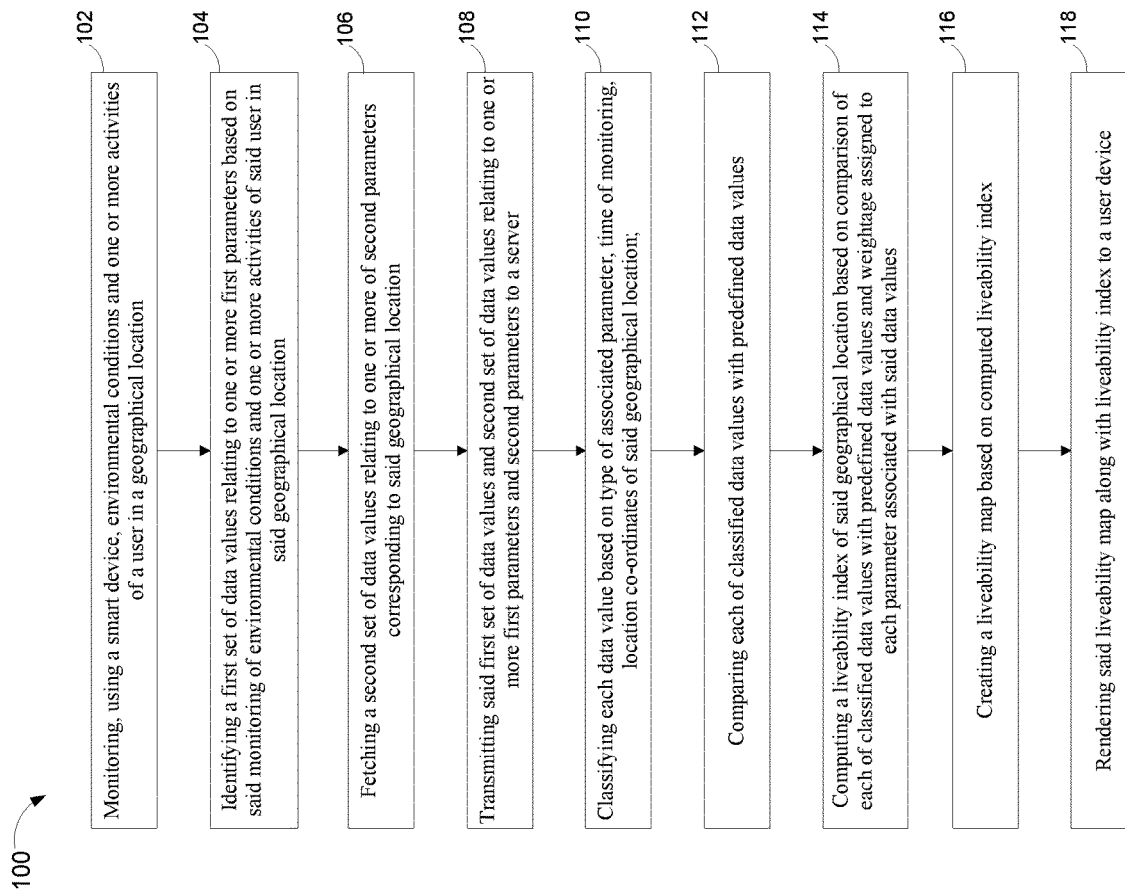 100
Monitoring, using a smart device, environmental conditions and one or more activities
of a user in a geographical location
102
Identifying a first set of data values relating to one or more first parameters based on
said monitoring of environmental conditions and one or more activities of said user in
said geographical location
104
Fetching a second set of data values relating to one or more of second parameters
corresponding to said geographical location
106
Transmitting said first set of data values and second set of data values relating to one or
more first parameters and second parameters to a server
108
Classifying each data value based on type of associated parameter, time of monitoring,
location co-ordinates of said geographical location;
110
Comparing each of classified data values with predefined data values
112
Computing a liveability index of said geographical location based on comparison of
each of classified data values with predefined data values and weightage assigned to
each parameter associated with said data values
114
Creating a liveability map based on computed liveability index
116
Rendering said liveability map along with liveability index to a user device
118